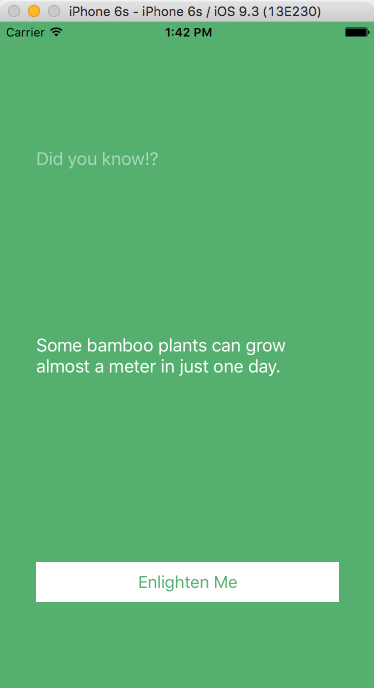 iPhone 6s - iPhone 6s / iOS 9.3 (13E230)
Carrier 1:42 PM
Did you know!?
Some bamboo plants can grow
almost a meter in just one day.
Enlighten Me